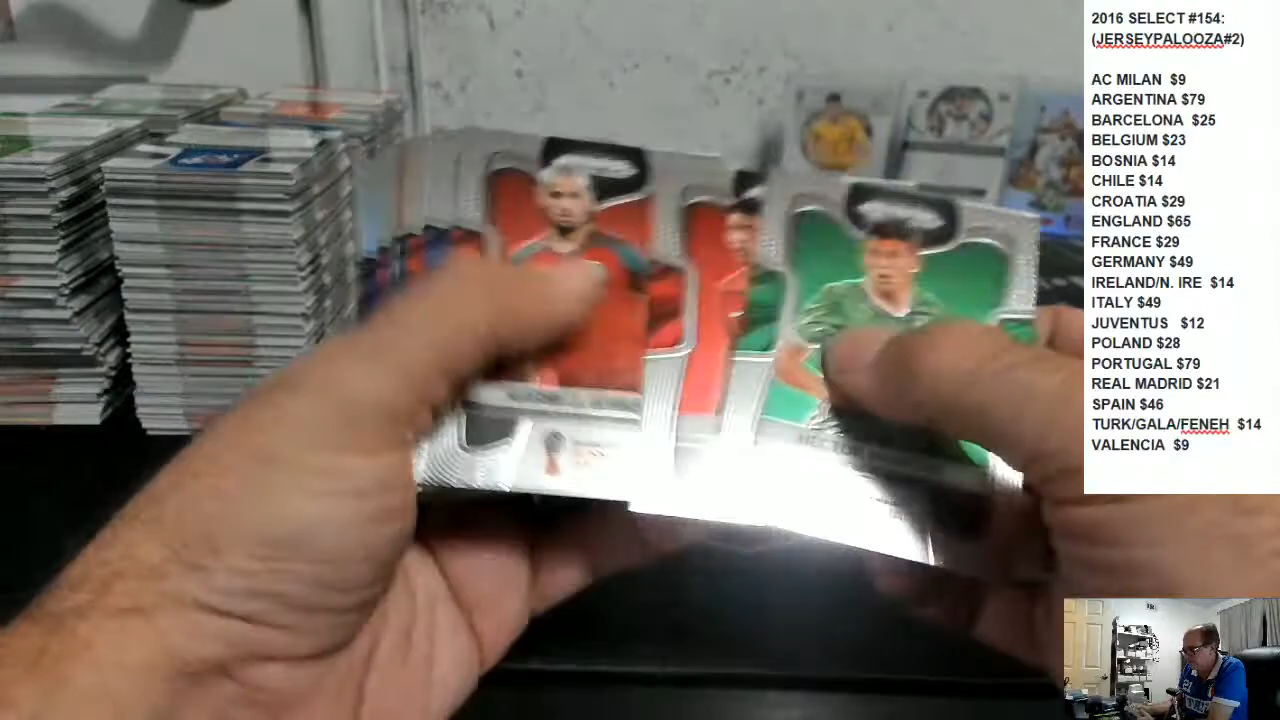 2016 SELECT #154:
(JERSEYPALOOZA#2)
AC MILAN $9
ARGENTINA $79
BARCELONA $25
BELGIUM $23
BOSNIA $14
CHILE $14
CROATIA $29
ENGLAND $65
FRANCE $29
GERMANY $49
IRELAND/N. IRE $14
ITALY $49
JUVENTUS $12
POLAND $28
PORTUGAL $79
REAL MADRID $21
SPAIN $46
TURK/GALA/FENEH $14
VALENCIA $9